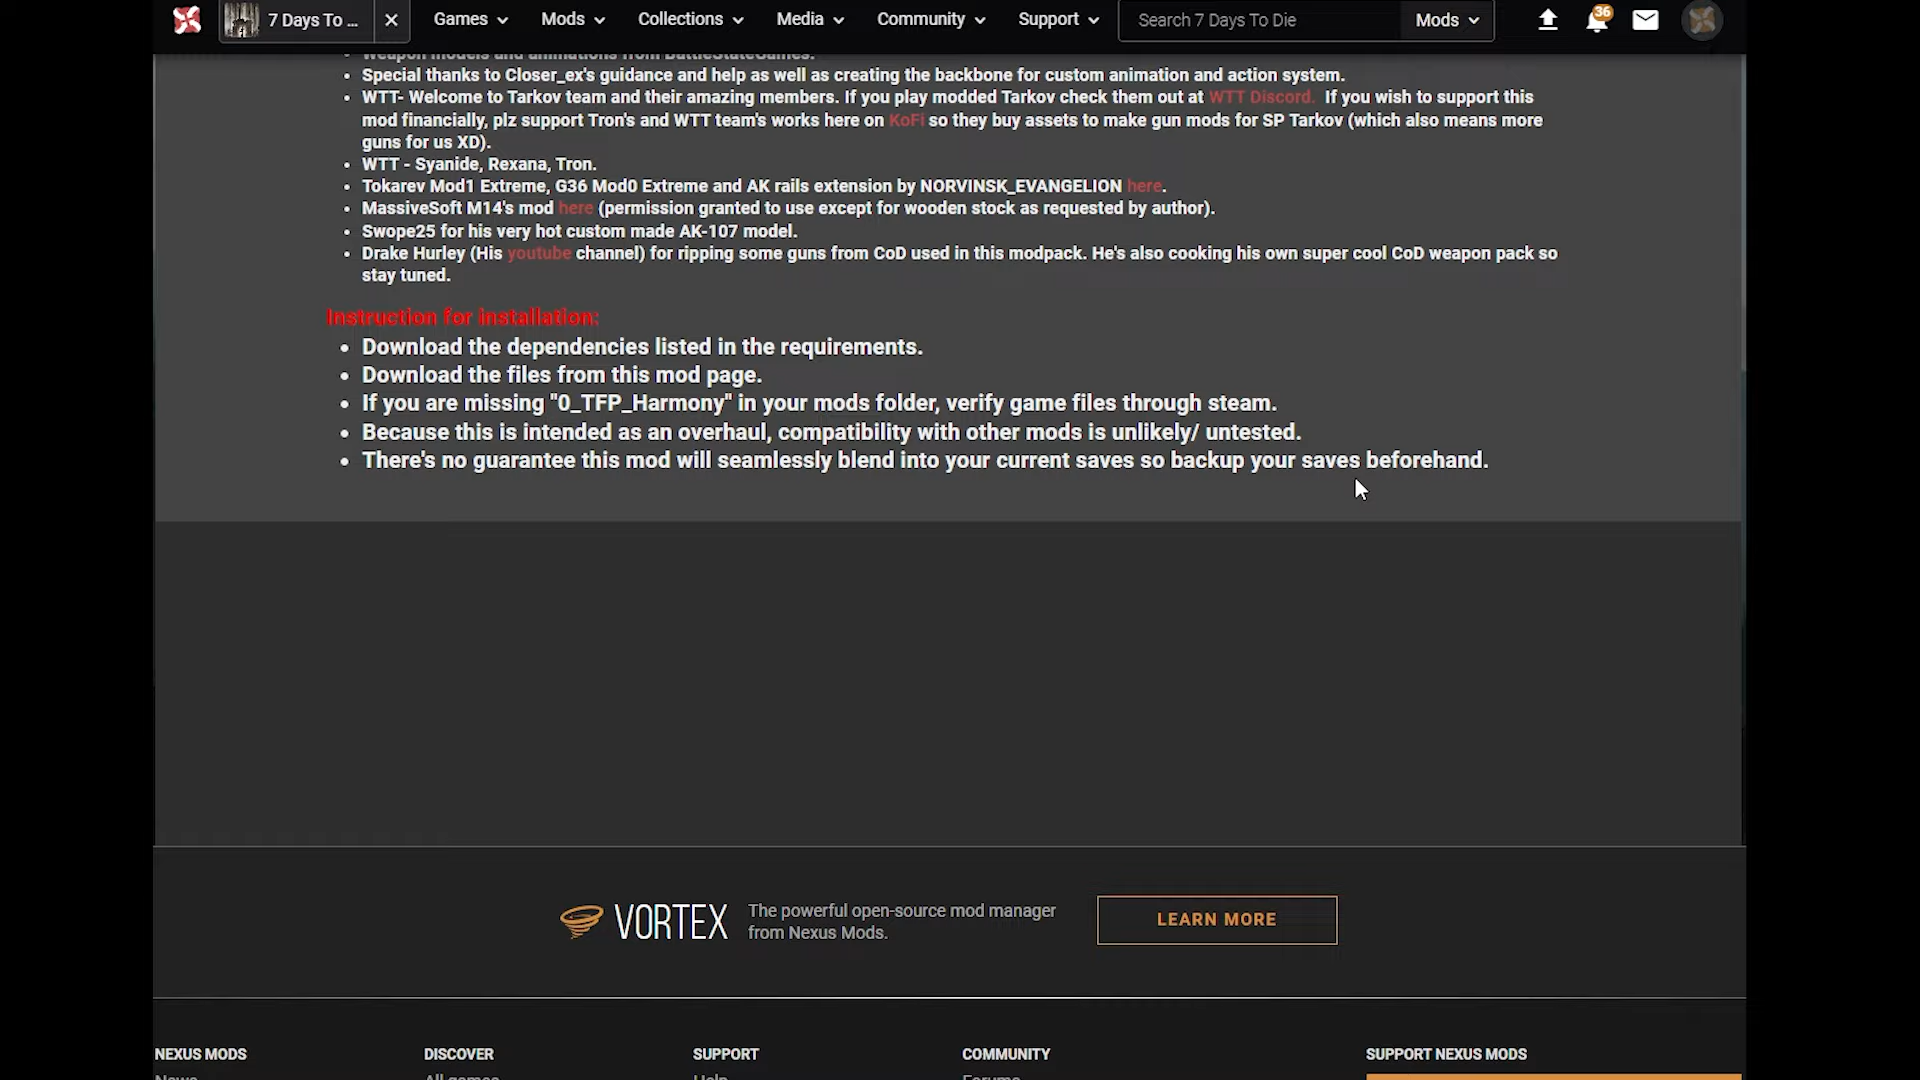 7 Days To ...
Games
Mods
Collections
Media
Community
Support
Search 7 Days To Die
Mods
36
Weapon models and animations from BattleStateGames.
Special thanks to Closer_ex's guidance and help as well as creating the backbone for custom animation and action system.
WTT- Welcome to Tarkov team and their amazing members. If you play modded Tarkov check them out at WTT Discord. If you wish to support this
mod financially, plz support Tron's and WTT team's works here on KoFi so they buy assets to make gun mods for SP Tarkov (which also means more
guns for us XD).
WTT - Syanide, Rexana, Tron.
Tokarev Mod1 Extreme, G36 Mod0 Extreme and AK rails extension by NORVINSK_EVANGELION here.
MassiveSoft M14's mod here (permission granted to use except for wooden stock as requested by author).
Swope25 for his very hot custom made AK-107 model.
Drake Hurley (His youtube channel) for ripping some guns from CoD used in this modpack. He's also cooking his own super cool CoD weapon pack so
stay tuned.
Instruction for installation:
Download the dependencies listed in the requirements.
Download the files from this mod page.
If you are missing "0_TFP_Harmony" in your mods folder, verify game files through steam.
Because this is intended as an overhaul, compatibility with other mods is unlikely/ untested.
There's no guarantee this mod will seamlessly blend into your current saves so backup your saves beforehand.
VORTEX
The powerful open-source mod manager
from Nexus Mods.
LEARN MORE
NEXUS MODS
DISCOVER
SUPPORT
COMMUNITY
SUPPORT NEXUS MODS
News
All games
Help
Forums